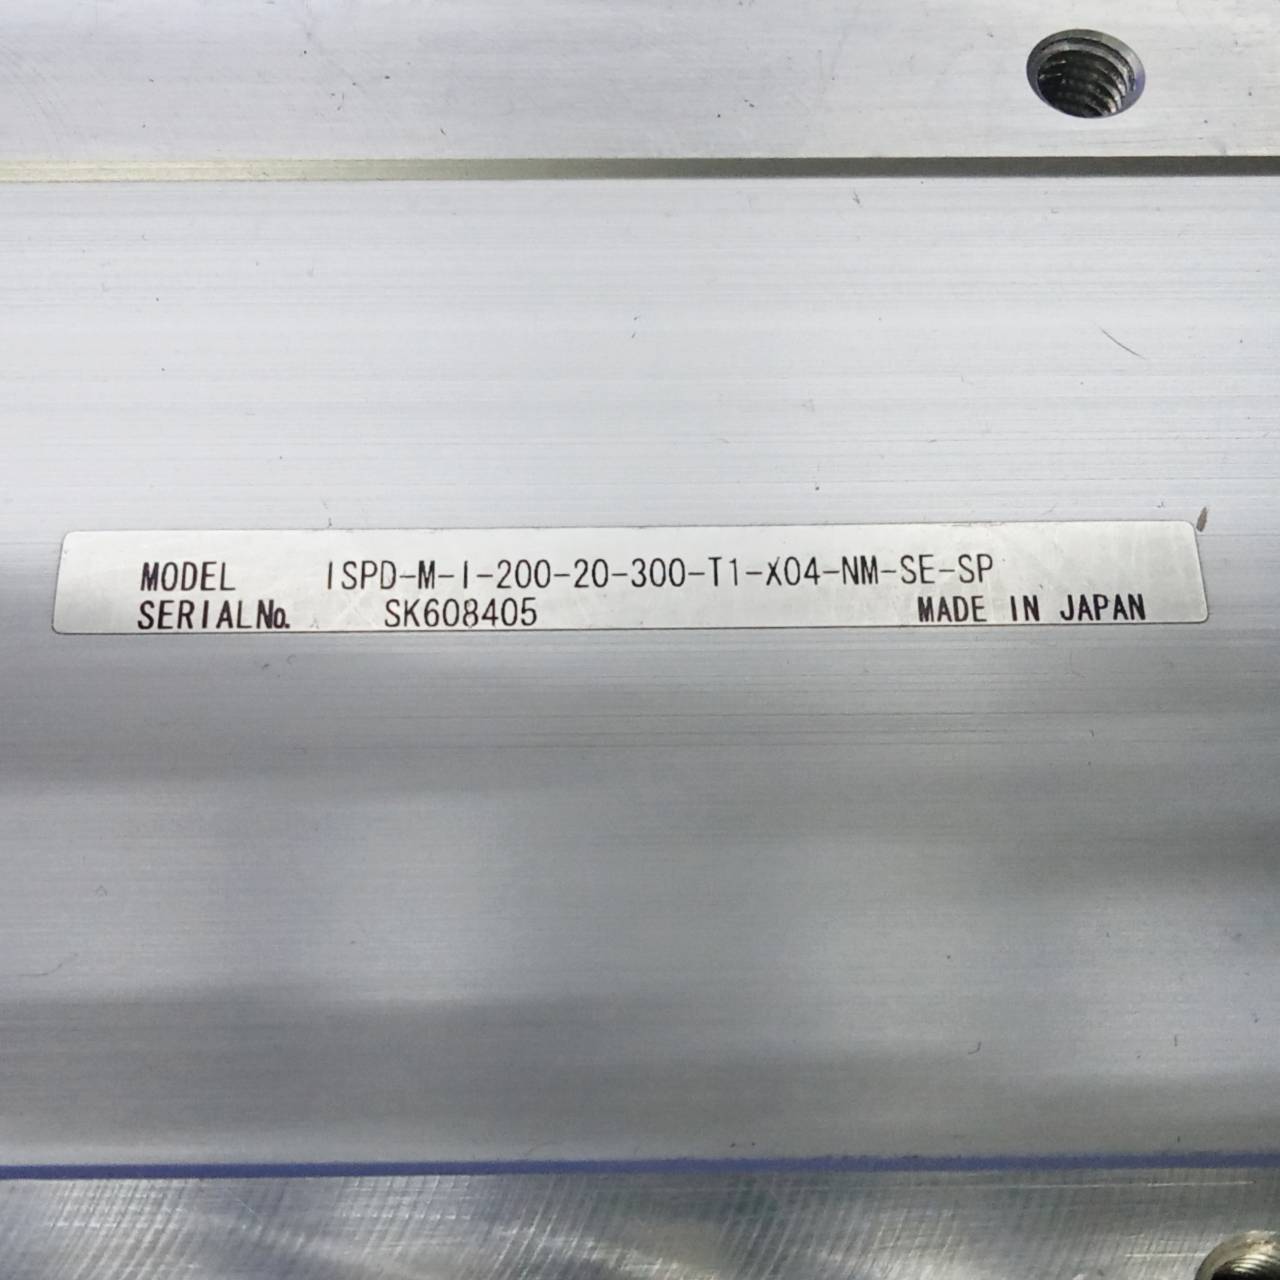 MODEL ISPD-M-I-200-20-300-T1-X04-NM-SE-SP
SERIALNo. SK608405 MADE IN JAPAN